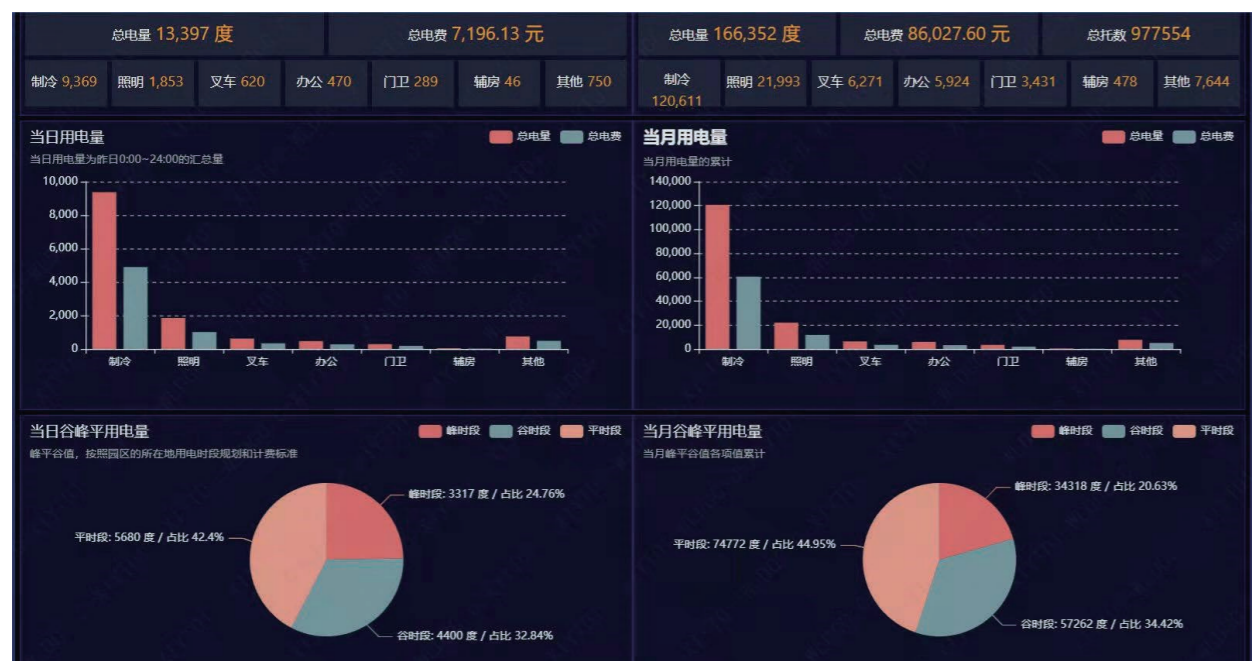 总电量 13,397 度
总电费 7,196.13 元
总电量 166,352 度
总电费 86,027.60 元
总托数 977554
制冷 9,369
照明 1,853
叉车 620
办公 470
门卫 289
辅房 46
其他 750
制冷
120,611
照明 21,993
叉车 6,271
办公 5,924
门卫 3,431
辅房 478
其他 7,644
当日用电量
总电量
总电费
当日用电量为昨日0:00~24:00的汇总量
10,000
8,000
6,000
4,000
2,000
0
制冷
照明
叉车
办公
门卫
辅房
其他
当月用电量
总电量
总电费
当月用电量的累计
140,000
120,000
100,000
80,000
60,000
40,000
20,000
0
制冷
照明
叉车
办公
门卫
辅房
其他
当日谷峰平用电量
峰时段
谷时段
平时段
峰平谷值，按照园区的所在地用电时段规划和计费标准
峰时段: 3317 度 / 占比 24.76%
平时段: 5680 度 / 占比 42.4%
谷时段: 4400 度 / 占比 32.84%
当月谷峰平用电量
峰时段
谷时段
平时段
当月峰平谷值各项值累计
峰时段: 34318 度 / 占比 20.63%
平时段: 74772 度 / 占比 44.95%
谷时段: 57262 度 / 占比 34.42%